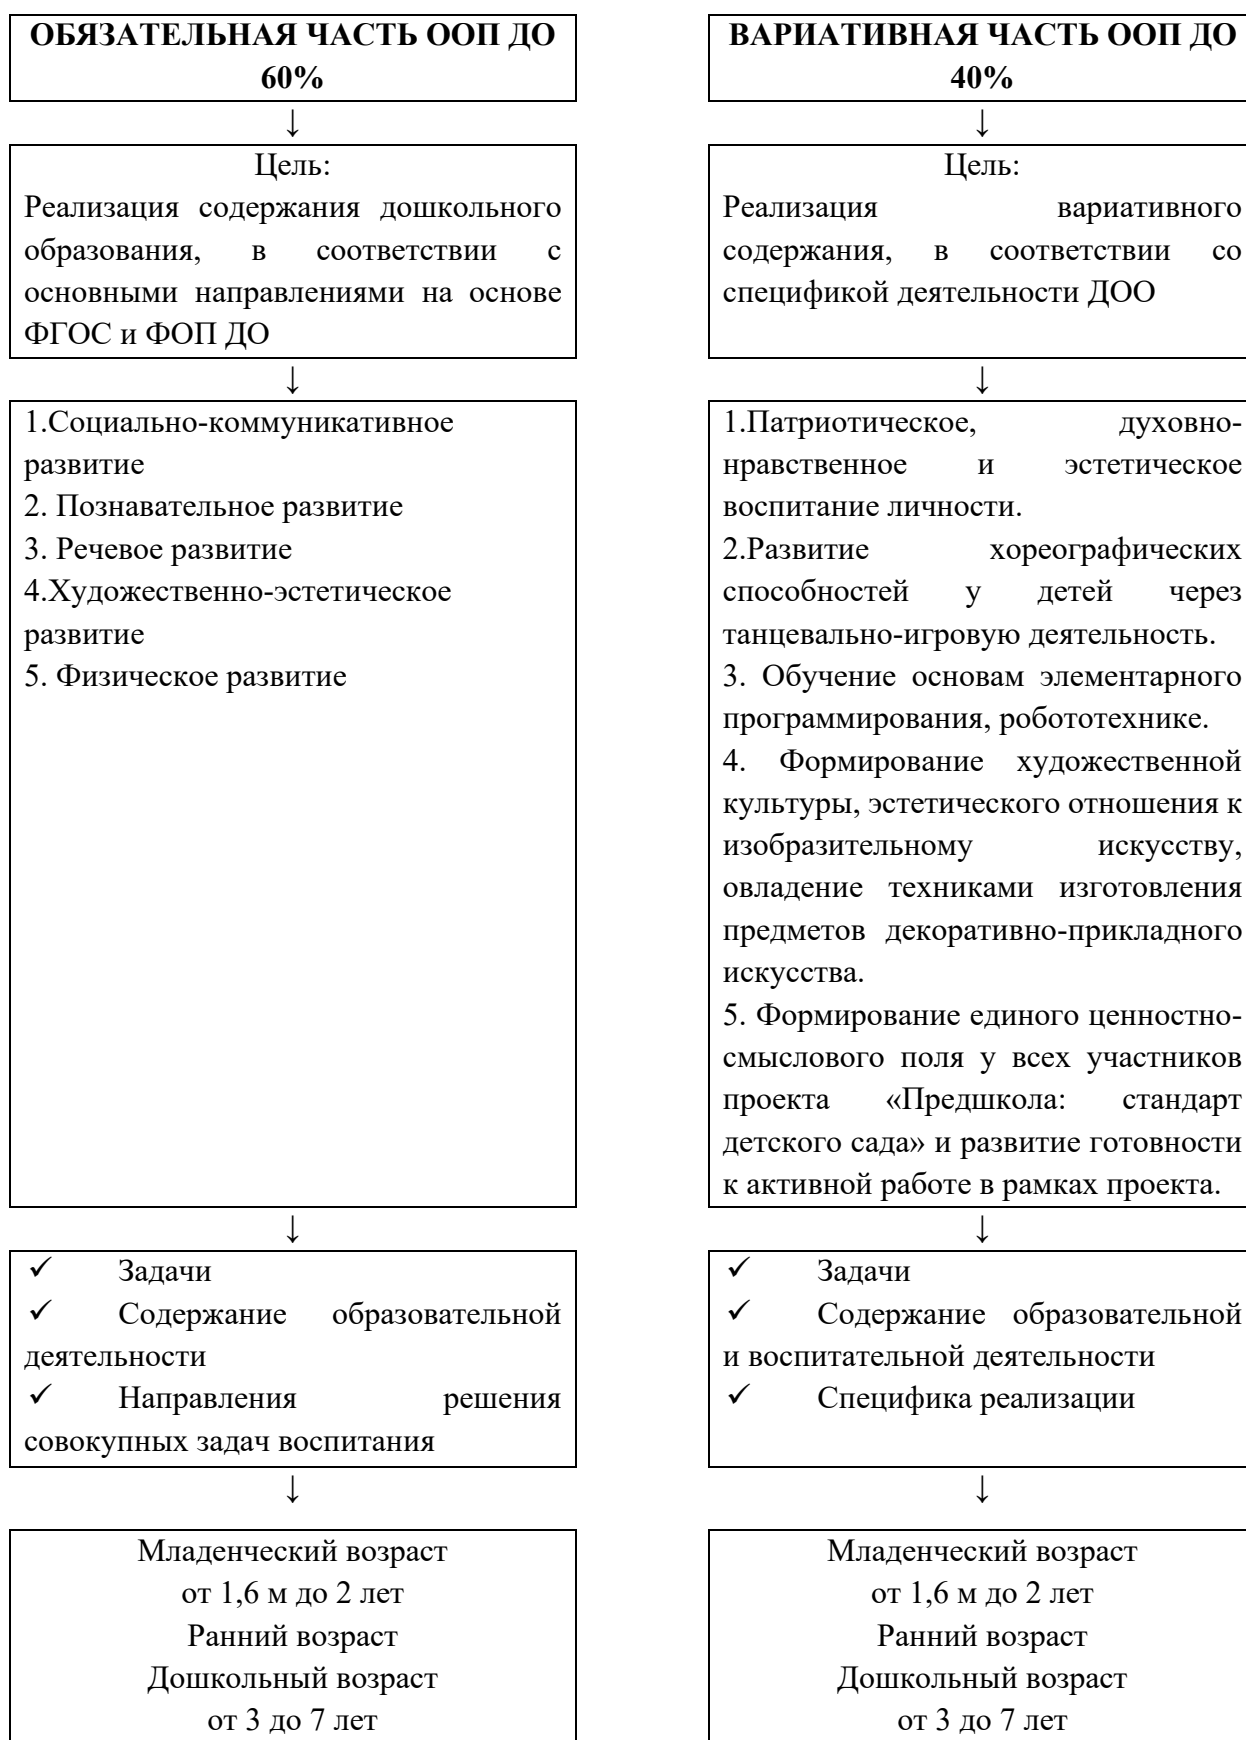 ОБЯЗАТЕЛЬНАЯ ЧАСТЬ ООП ДО
60%
↓
Цель:
Реализация содержания дошкольного
образования, в соответствии с
основными направлениями на основе
ФГОС и ФОП ДО
↓
1.Социально-коммуникативное
развитие
2. Познавательное развитие
3. Речевое развитие
4.Художественно-эстетическое
развитие
5. Физическое развитие
↓
✓ Задачи
✓ Содержание образовательной
деятельности
✓ Направления решения
совокупных задач воспитания
↓
Младенческий возраст
от 1,6 м до 2 лет
Ранний возраст
Дошкольный возраст
от 3 до 7 лет
ВАРИАТИВНАЯ ЧАСТЬ ООП ДО
40%
↓
Цель:
Реализация вариативного
содержания, в соответствии со
спецификой деятельности ДОО
↓
1.Патриотическое, духовно-
нравственное и эстетическое
воспитание личности.
2.Развитие хореографических
способностей у детей через
танцевально-игровую деятельность.
3. Обучение основам элементарного
программирования, робототехнике.
4. Формирование художественной
культуры, эстетического отношения к
изобразительному искусству,
овладение техниками изготовления
предметов декоративно-прикладного
искусства.
5. Формирование единого ценностно-
смыслового поля у всех участников
проекта «Предшкола: стандарт
детского сада» и развитие готовности
к активной работе в рамках проекта.
↓
✓ Задачи
✓ Содержание образовательной
и воспитательной деятельности
✓ Специфика реализации
↓
Младенческий возраст
от 1,6 м до 2 лет
Ранний возраст
Дошкольный возраст
от 3 до 7 лет